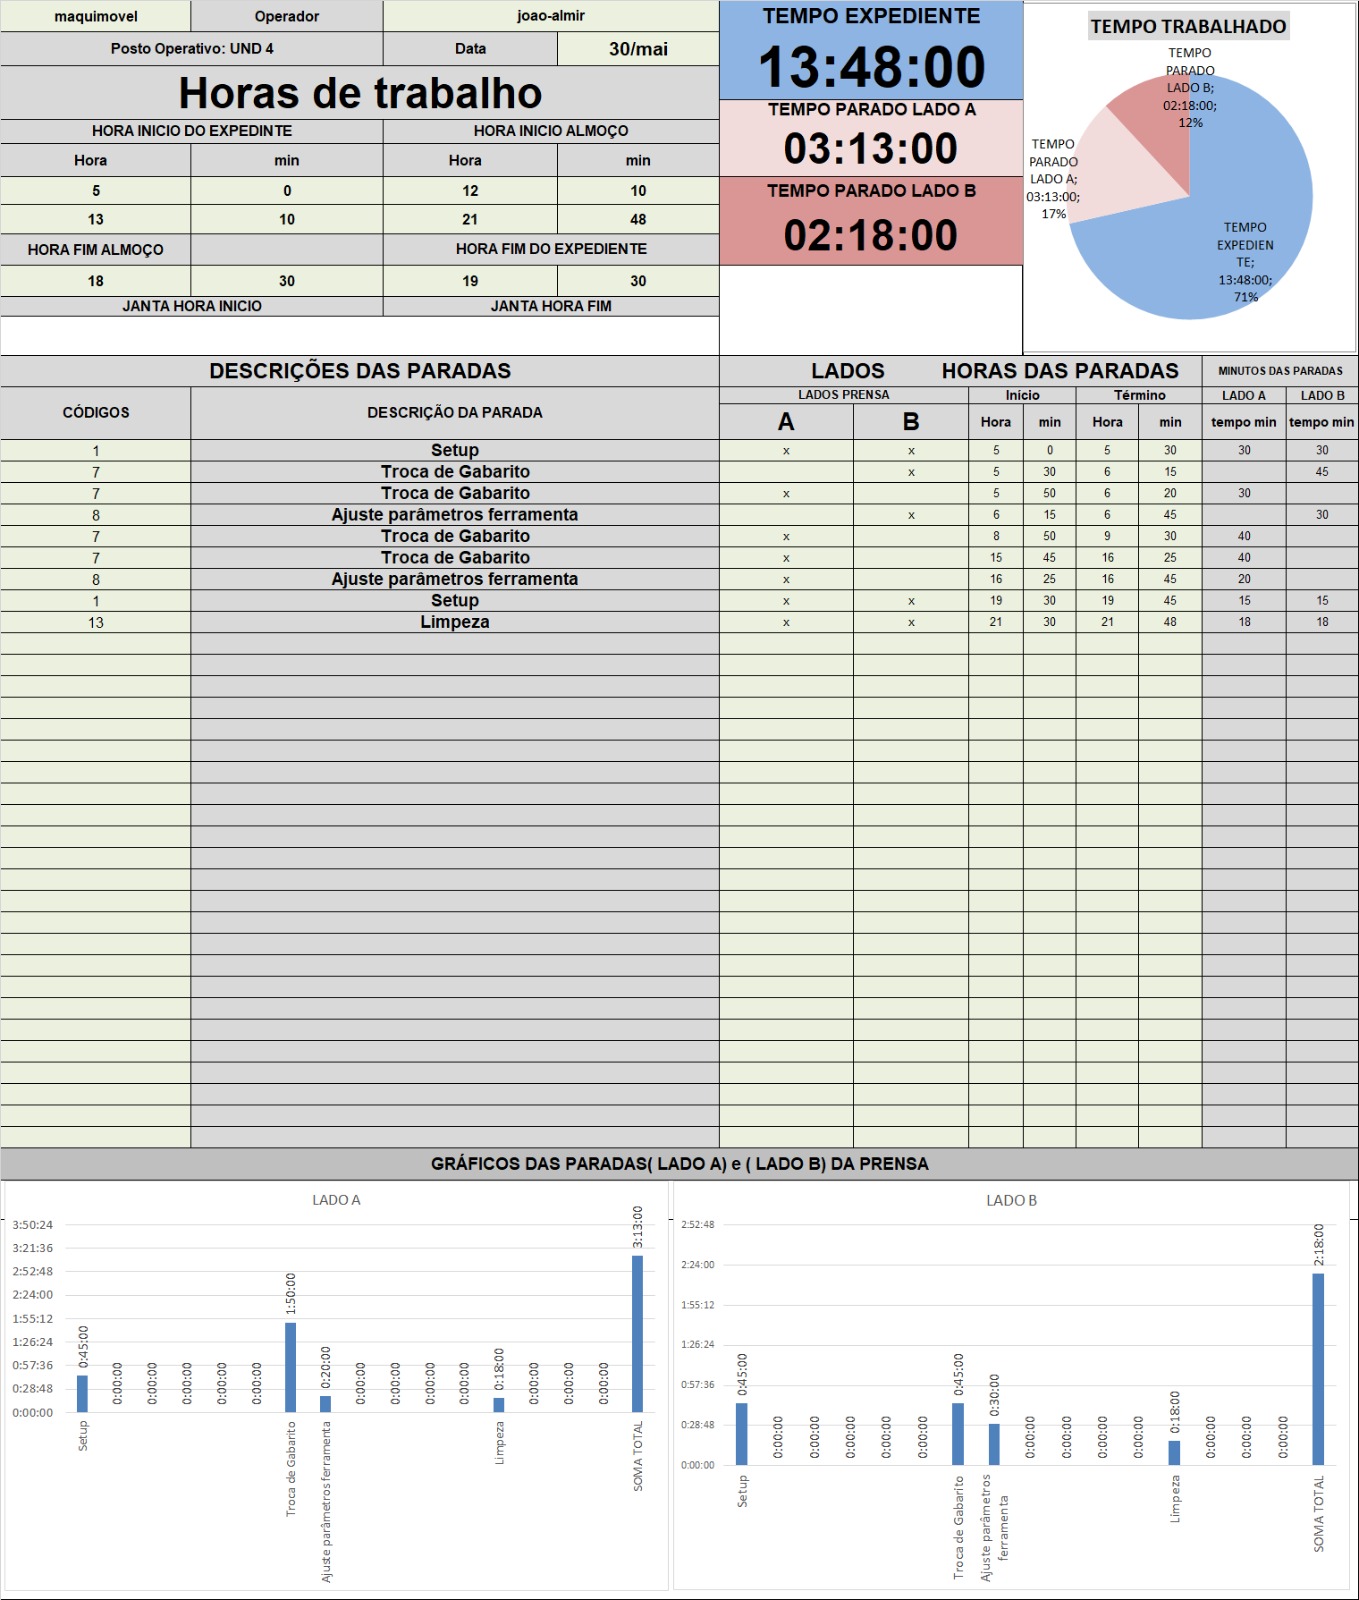 maquimovel Operador joao-almir
Posto Operativo: UND 4 Data 30/mai
Horas de trabalho
HORA INICIO DO EXPEDINTE HORA INICIO ALMOÇO
Hora min Hora min
5 0 12 10
13 10 21 48
HORA FIM ALMOÇO HORA FIM DO EXPEDIENTE
18 30 19 30
JANTA HORA INICIO JANTA HORA FIM
TEMPO EXPEDIENTE
13:48:00
TEMPO PARADO LADO A
03:13:00
TEMPO PARADO LADO B
02:18:00
TEMPO TRABALHADO
TEMPO
PARADO
LADO B;
02:18:00;
12%
TEMPO
PARADO
LADO A;
03:13:00;
17%
TEMPO
EXPEDIEN
TE;
13:48:00;
71%
DESCRIÇÕES DAS PARADAS LADOS HORAS DAS PARADAS MINUTOS DAS PARADAS
CÓDIGOS DESCRIÇÃO DA PARADA LADOS PRENSA Início Término LADO A LADO B
A B Hora min Hora min tempo min tempo min
1 Setup x x 5 0 5 30 30 30
7 Troca de Gabarito x 5 30 6 15 45
7 Troca de Gabarito x 5 50 6 20 30
8 Ajuste parâmetros ferramenta x 6 15 6 45 30
7 Troca de Gabarito x 8 50 9 30 40
7 Troca de Gabarito x 15 45 16 25 40
8 Ajuste parâmetros ferramenta x 16 25 16 45 20
1 Setup x x 19 30 19 45 15 15
13 Limpeza x x 21 30 21 48 18 18
GRÁFICOS DAS PARADAS( LADO A) e ( LADO B) DA PRENSA
LADO A
3:50:24
3:21:36
2:52:48
2:24:00
1:55:12
1:26:24
0:57:36
0:28:48
0:00:00
0:45:00
0:00:00
0:00:00
0:00:00
0:00:00
0:00:00
1:50:00
0:20:00
0:00:00
0:00:00
0:00:00
0:00:00
0:18:00
0:00:00
0:00:00
0:00:00
3:13:00
Setup
Troca de Gabarito
Ajuste parâmetros ferramenta
Limpeza
SOMA TOTAL
LADO B
2:52:48
2:24:00
1:55:12
1:26:24
0:57:36
0:28:48
0:00:00
0:45:00
0:00:00
0:00:00
0:00:00
0:00:00
0:00:00
0:45:00
0:30:00
0:00:00
0:00:00
0:00:00
0:00:00
0:18:00
0:00:00
0:00:00
0:00:00
2:18:00
Setup
Troca de Gabarito
Ajuste parâmetros
ferramenta
Limpeza
SOMA TOTAL